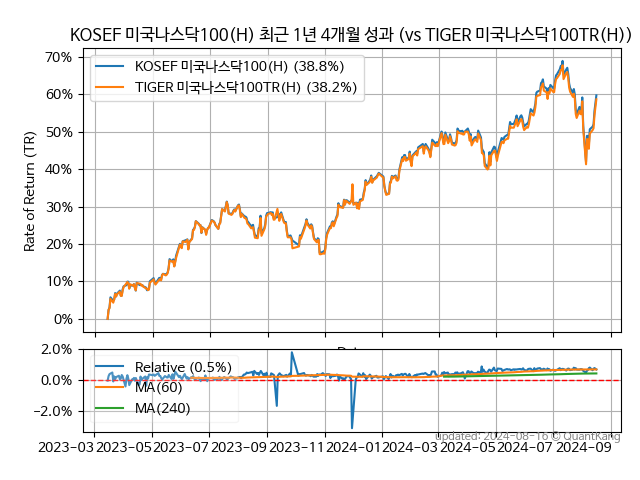 KOSEF 미국나스닥100(H) 최근 1년 4개월 성과 (vs TIGER 미국나스닥100TR(H))
70%
60%
50%
40%
30%
20%
10%
0%
Rate of Return (TR)
KOSEF 미국나스닥100(H) (38.8%)
TIGER 미국나스닥100TR(H) (38.2%)
2.0%
0.0%
−2.0%
Relative (0.5%)
MA(60)
MA(240)
updated: 2024-08-16 © QuantKang
2023-03 2023-05 2023-07 2023-09 2023-11 2024-01 2024-03 2024-05 2024-07 2024-09